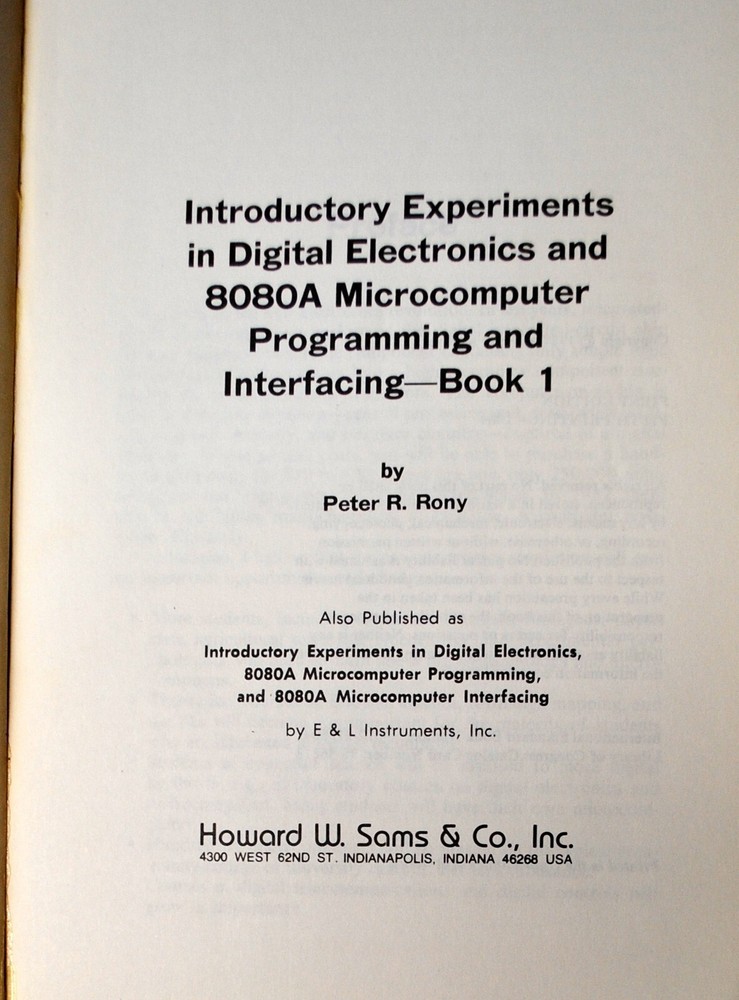 Introductory Experiments
in Digital Electronics and
8080A Microcomputer
Programming and
Interfacing—Book 1
by
Peter R. Rony
Also Published as
Introductory Experiments in Digital Electronics,
8080A Microcomputer Programming,
and 8080A Microcomputer Interfacing
by E & L Instruments, Inc.
Howard W. Sams & Co., Inc.
4300 WEST 62ND ST. INDIANAPOLIS, INDIANA 46268 USA